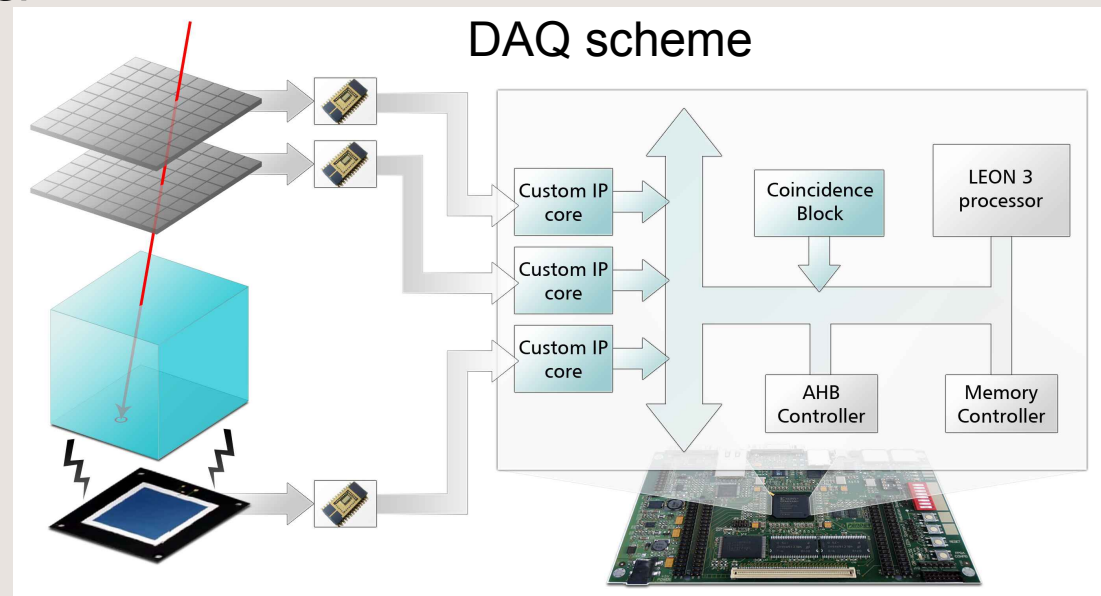 DAQ scheme
Custom IP
core
Custom IP
core
Custom IP
core
Coincidence
Block
LEON 3
processor
AHB
Controller
Memory
Controller